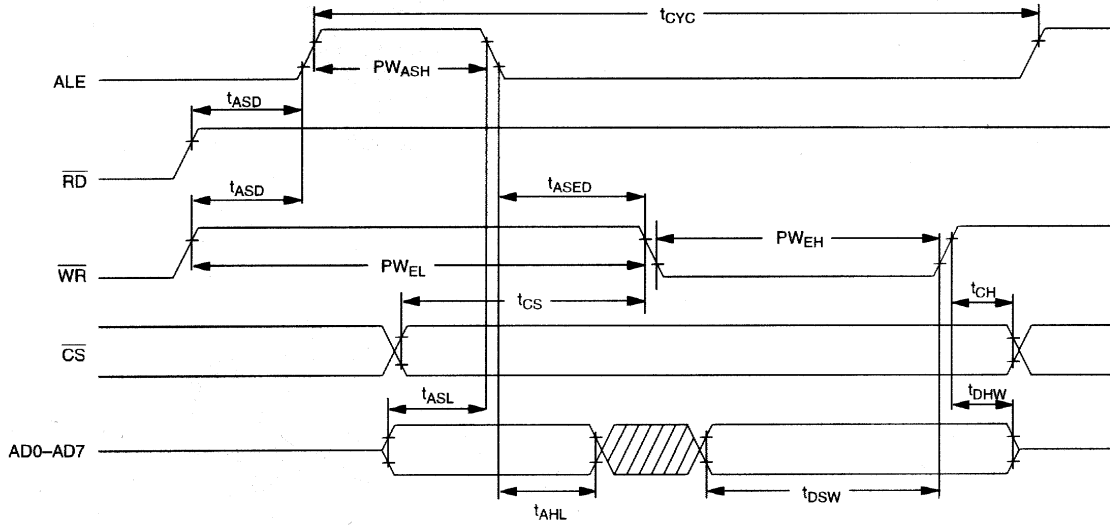 tCYC
PWASH
ALE
tASD
RD
tASD
tASED
PWEH
WR
PWEL
tCS
tCH
CS
tASL
tDHW
AD0–AD7
tAHL
tDSW